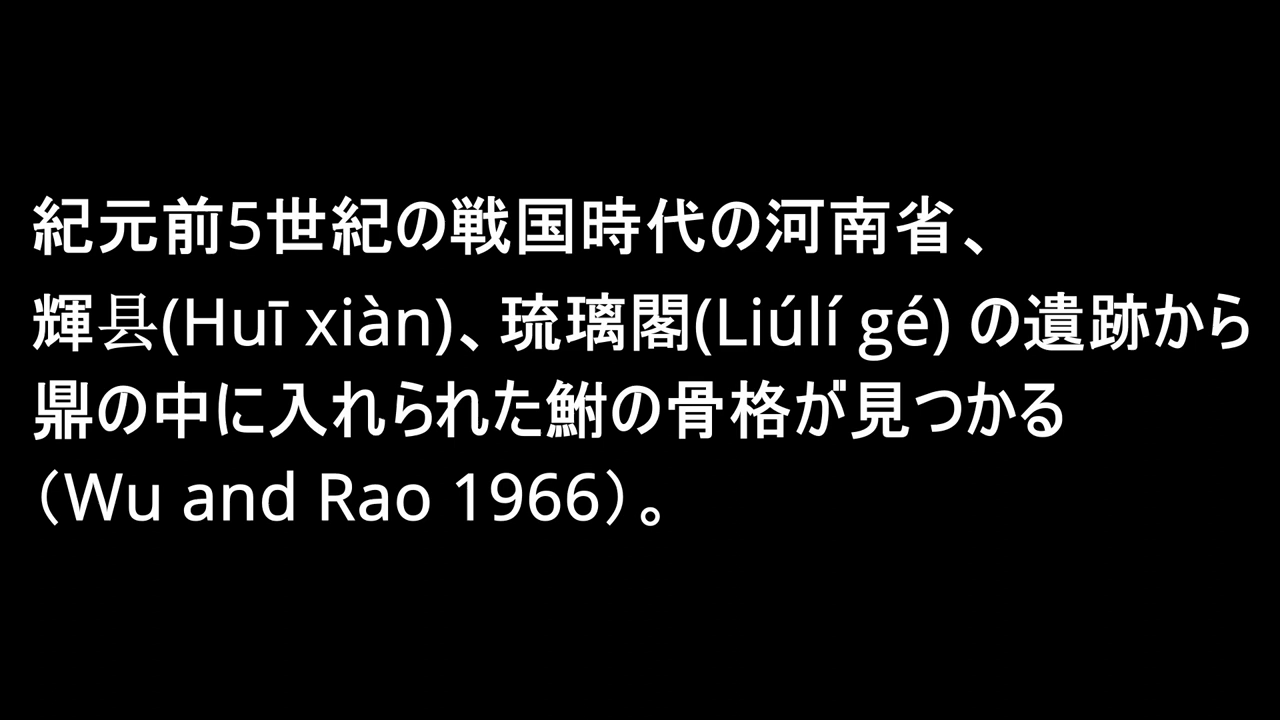 紀元前5世紀の戦国時代の河南省、
輝县(Huī xiàn)、琉璃閣(Liúlí gé) の遺跡から
鼎の中に入れられた鮒の骨格が見つかる
（Wu and Rao 1966）。